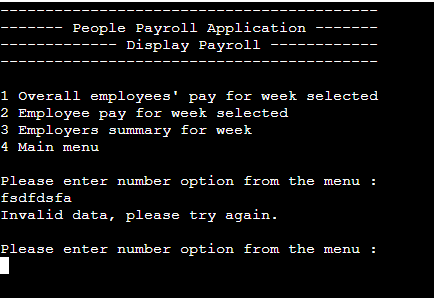 ------------------------------------------
------- People Payroll Application -------
------------- Display Payroll ------------
------------------------------------------
1 Overall employees' pay for week selected
2 Employee pay for week selected
3 Employers summary for week
4 Main menu
Please enter number option from the menu :
fsdfdsfa
Invalid data, please try again.
Please enter number option from the menu :